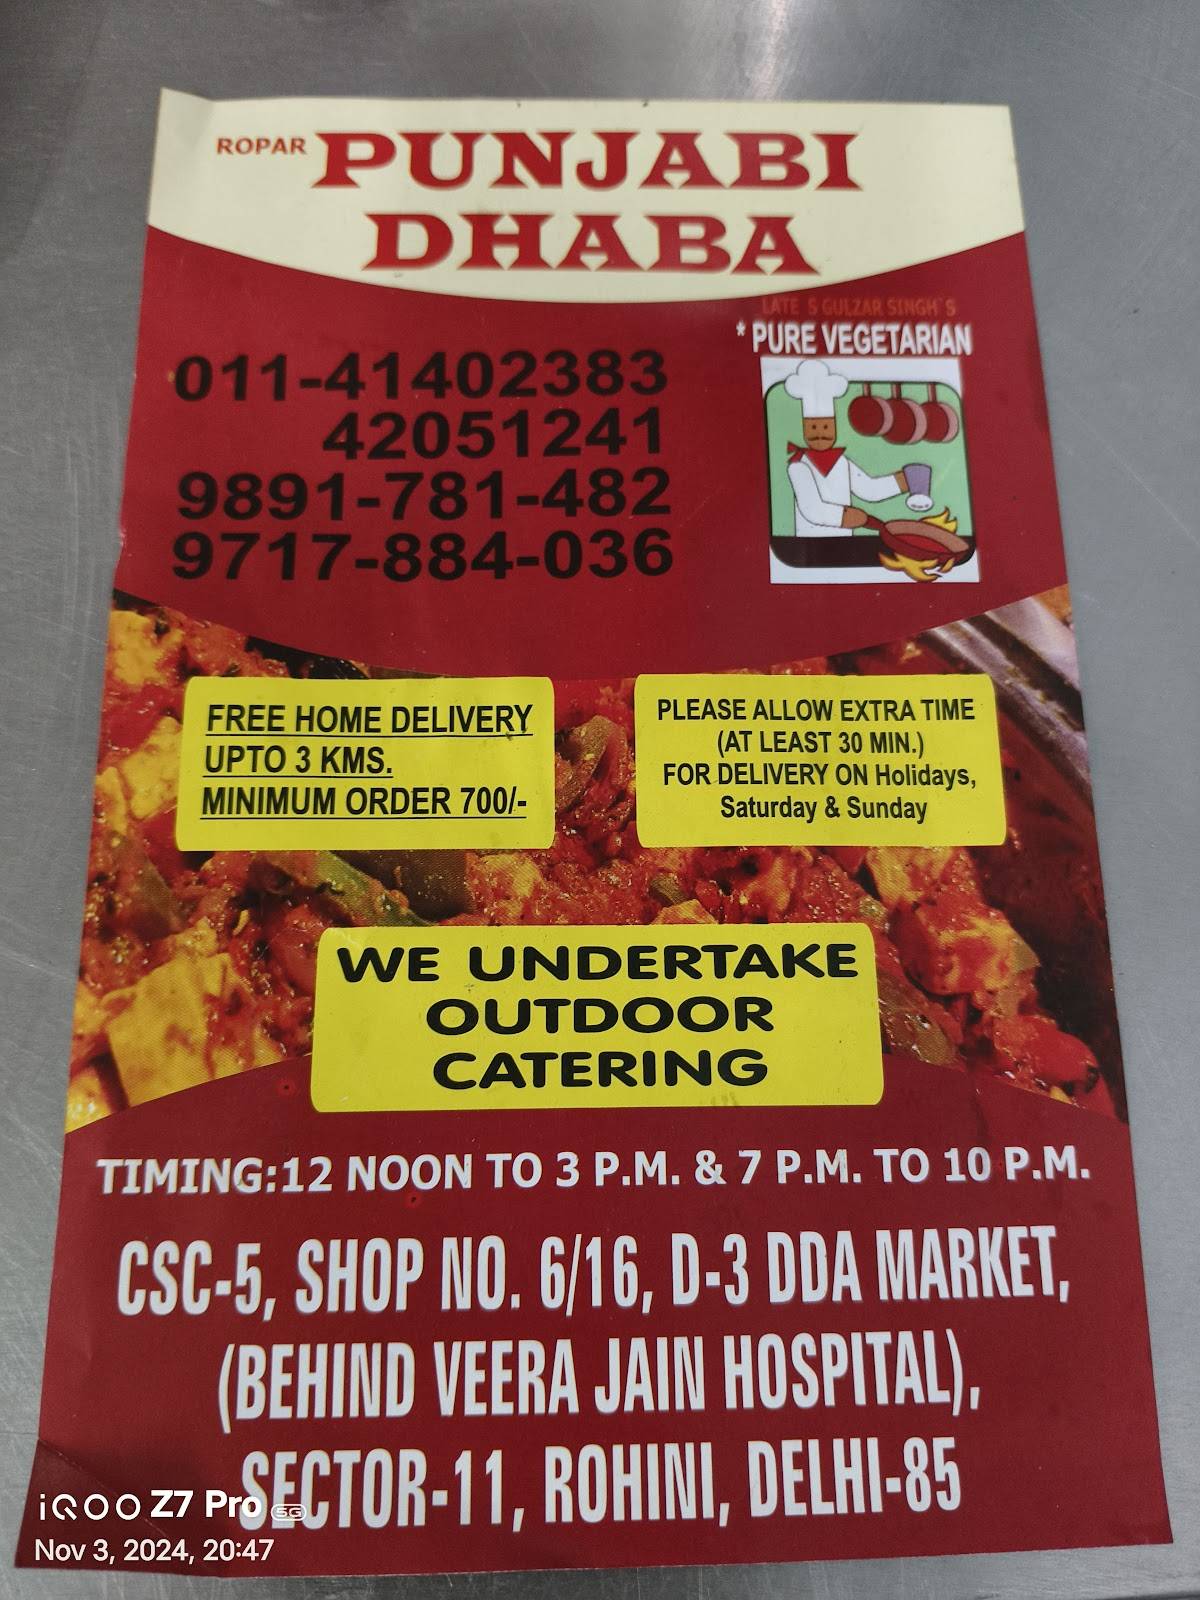 ROPAR PUNJABI
DHABA
LATE S GULZAR SINGH`S
* PURE VEGETARIAN
011-41402383
42051241
9891-781-482
9717-884-036
FREE HOME DELIVERY
UPTO 3 KMS.
MINIMUM ORDER 700/-
PLEASE ALLOW EXTRA TIME
(AT LEAST 30 MIN.)
FOR DELIVERY ON Holidays,
Saturday & Sunday
WE UNDERTAKE
OUTDOOR
CATERING
TIMING:12 NOON TO 3 P.M. & 7 P.M. TO 10 P.M.
CSC-5, SHOP NO. 6/16, D-3 DDA MARKET,
(BEHIND VEERA JAIN HOSPITAL),
SECTOR-11, ROHINI, DELHI-85
iQOO Z7 Pro 5G
Nov 3, 2024, 20:47